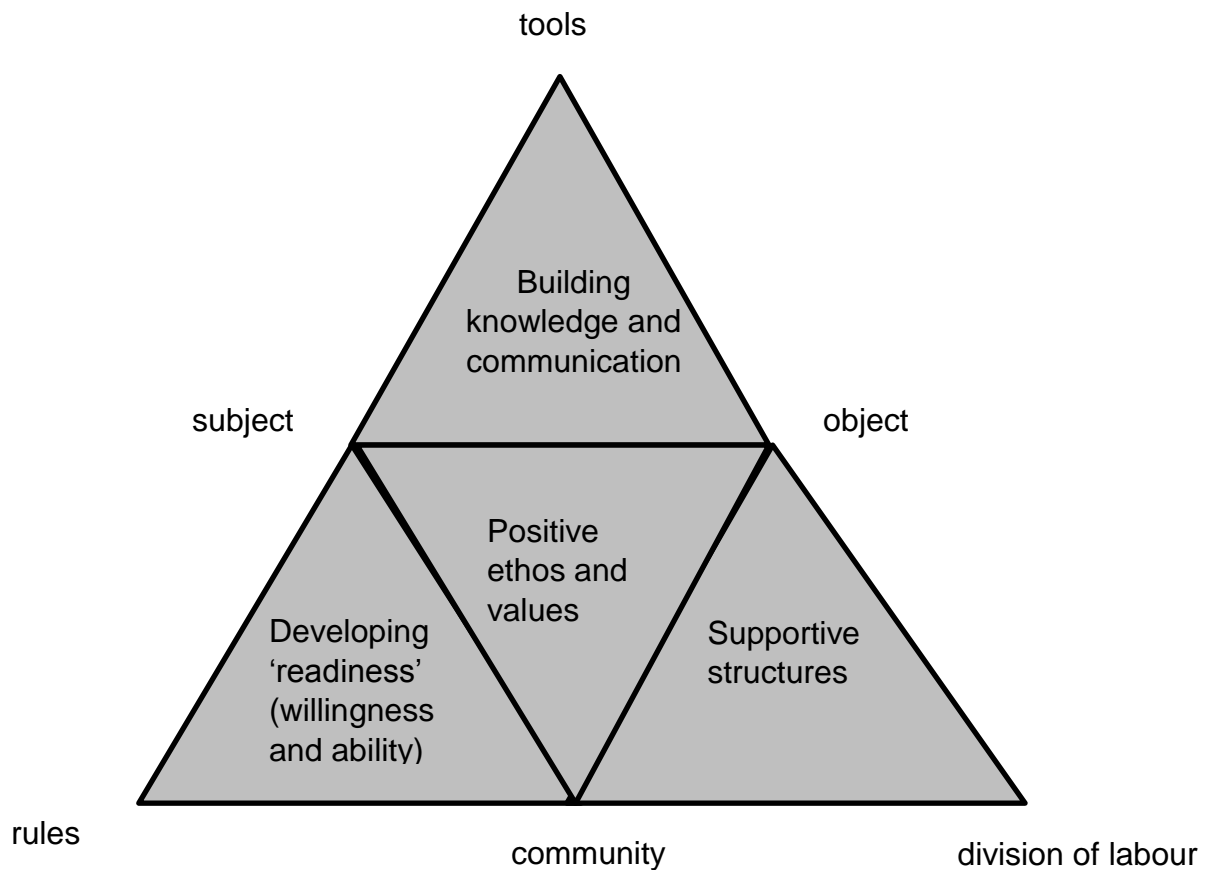 tools
Building
knowledge and
communication
subject
object
Positive
ethos and
values
Developing
‘readiness’
(willingness
and ability)
Supportive
structures
rules
community
division of labour